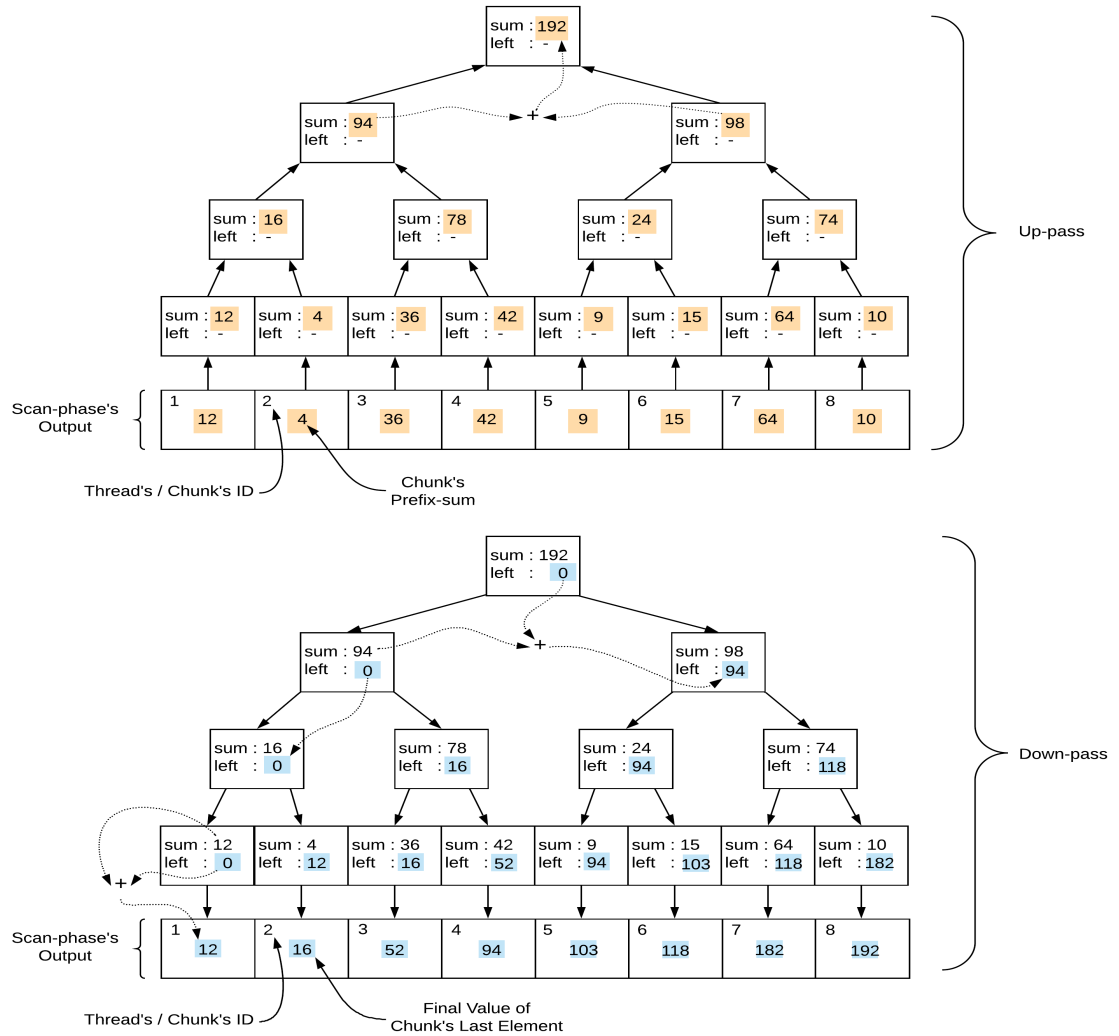 sum : 192
left : -
+
sum : 94
left : -
sum : 98
left : -
sum : 16
left : -
sum : 78
left : -
sum : 24
left : -
sum : 74
left : -
Up-pass
sum : 12
left : -
sum : 4
left : -
sum : 36
left : -
sum : 42
left : -
sum : 9
left : -
sum : 15
left : -
sum : 64
left : -
sum : 10
left : -
Scan-phase's
Output
1
12
2
4
3
36
4
42
5
9
6
15
7
64
8
10
Thread's / Chunk's ID
Chunk's
Prefix-sum
sum : 192
left : 0
+
sum : 94
left : 0
sum : 98
left : 94
sum : 16
left : 0
sum : 78
left : 16
sum : 24
left : 94
sum : 74
left : 118
Down-pass
sum : 12
left : 0
sum : 4
left : 12
sum : 36
left : 16
sum : 42
left : 52
sum : 9
left : 94
sum : 15
left : 103
sum : 64
left : 118
sum : 10
left : 182
+
Scan-phase's
Output
1
12
2
16
3
52
4
94
5
103
6
118
7
182
8
192
Thread's / Chunk's ID
Final Value of
Chunk's Last Element